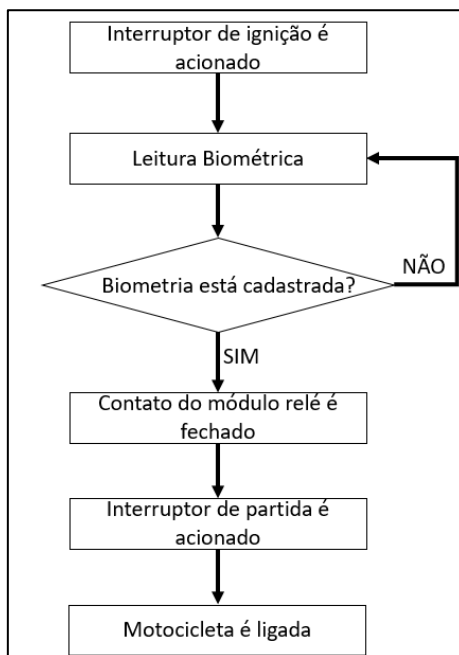 Interruptor de ignição é
acionado
Leitura Biométrica
NÃO
Biometria está cadastrada?
SIM
Contato do módulo relé é
fechado
Interruptor de partida é
acionado
Motocicleta é ligada